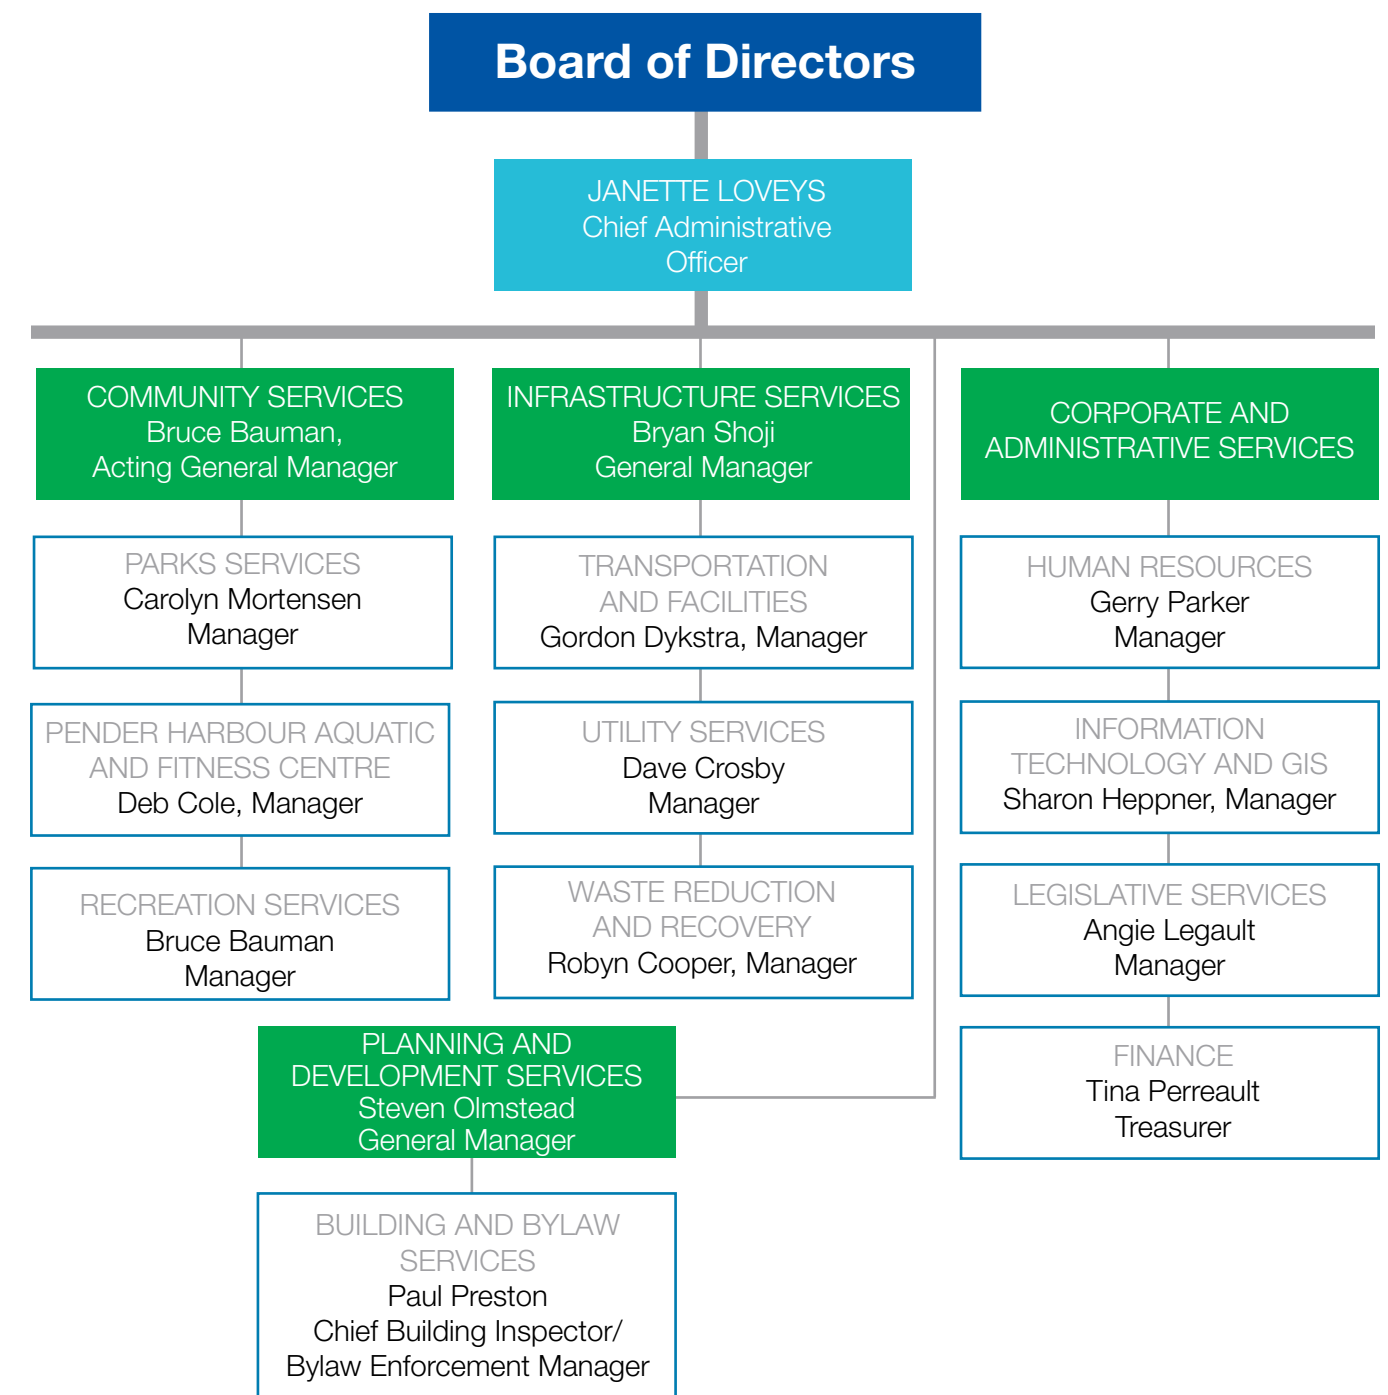 Board of Directors
JANETTE LOVEYS
Chief Administrative
Officer
COMMUNITY SERVICES
Bruce Bauman,
Acting General Manager
PARKS SERVICES
Carolyn Mortensen
Manager
PENDER HARBOUR AQUATIC
AND FITNESS CENTRE
Deb Cole, Manager
RECREATION SERVICES
Bruce Bauman
Manager
INFRASTRUCTURE SERVICES
Bryan Shoji
General Manager
TRANSPORTATION
AND FACILITIES
Gordon Dykstra, Manager
UTILITY SERVICES
Dave Crosby
Manager
WASTE REDUCTION
AND RECOVERY
Robyn Cooper, Manager
CORPORATE AND
ADMINISTRATIVE SERVICES
HUMAN RESOURCES
Gerry Parker
Manager
INFORMATION
TECHNOLOGY AND GIS
Sharon Heppner, Manager
LEGISLATIVE SERVICES
Angie Legault
Manager
FINANCE
Tina Perreault
Treasurer
PLANNING AND
DEVELOPMENT SERVICES
Steven Olmstead
General Manager
BUILDING AND BYLAW
SERVICES
Paul Preston
Chief Building Inspector/
Bylaw Enforcement Manager